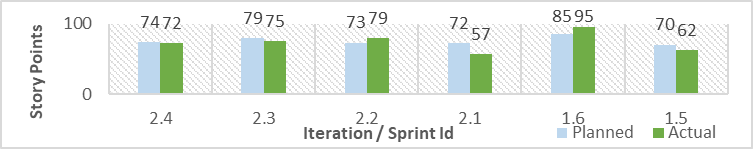 74 72 79 75 73 79 72 57 85 95 70 62
100
Story Points
0
2.4 2.3 2.2 2.1 1.6 1.5
Iteration / Sprint Id
Planned Actual